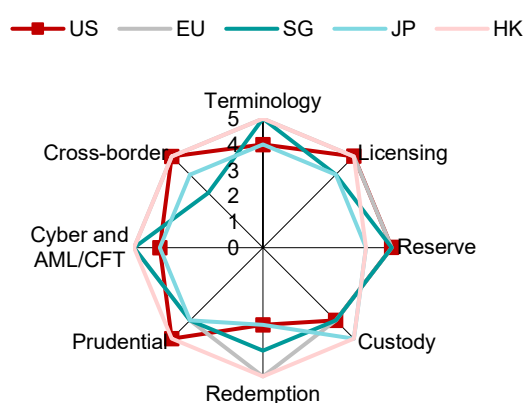 US EU SG JP HK
Terminology
Cross-border
Licensing
5
4
3
2
1
0
Cyber and
AML/CFT
Reserve
Prudential
Custody
Redemption